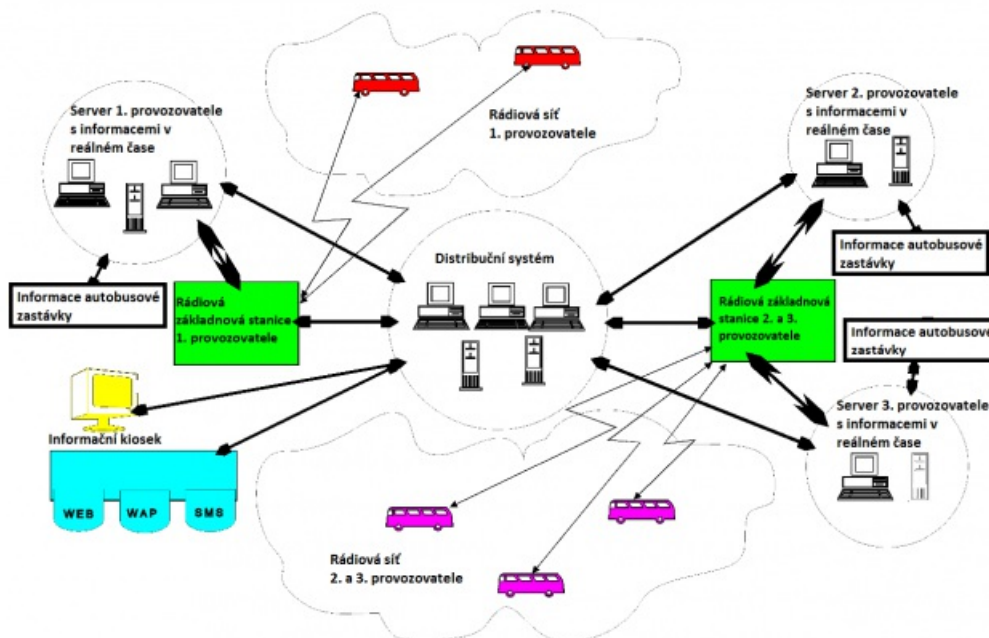 Server 1. provozovatele
s informacemi v
reálném čase
Rádiová síť
1. provozovatele
Server 2. provozovatele
s informacemi v
reálném čase
Informace autobusové
zastávky
Distribuční systém
Informace autobusové
zastávky
Rádiová
základnová stanice
1. provozovatele
Rádiová základnová
stanice 2. a 3.
provozovatele
Informace autobusové
zastávky
Informační kiosek
WEB
WAP
SMS
Server 3. provozovatele
s informacemi v
reálném čase
Rádiová síť
2. a 3. provozovatele